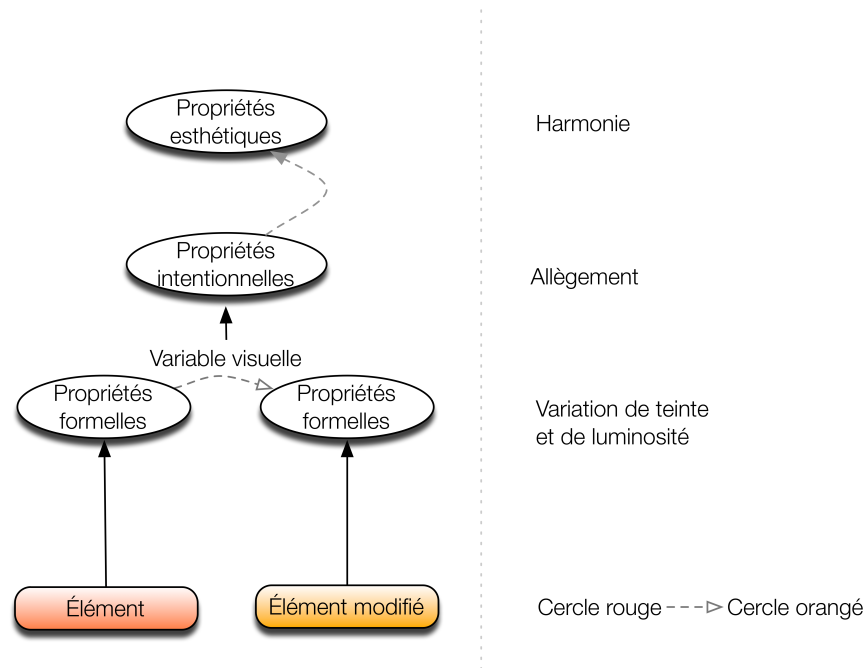 Propriétés
esthétiques
Harmonie
Propriétés
intentionnelles
Allègement
Variable visuelle
Propriétés
formelles
Propriétés
formelles
Variation de teinte
et de luminosité
Élément
Élément modifié
Cercle rouge
Cercle orangé